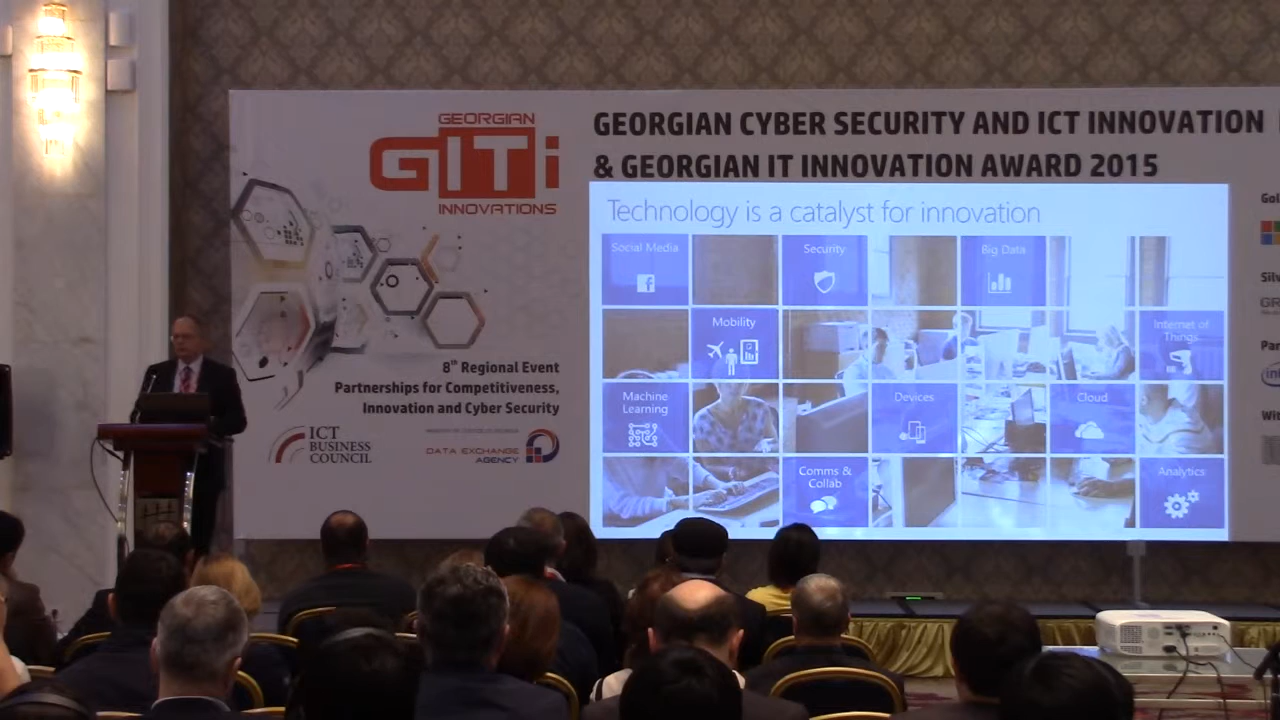 GEORGIAN
GITi
INNOVATIONS
GEORGIAN CYBER SECURITY AND ICT INNOVATION
& GEORGIAN IT INNOVATION AWARD 2015
8th Regional Event
Partnerships for Competitiveness,
Innovation and Cyber Security
ICT
BUSINESS
COUNCIL
DATA EXCHANGE
AGENCY
Technology is a catalyst for innovation
Social Media
Security
Big Data
Mobility
Internet of
Things
Machine
Learning
Devices
Cloud
Comms &
Collab
Analytics